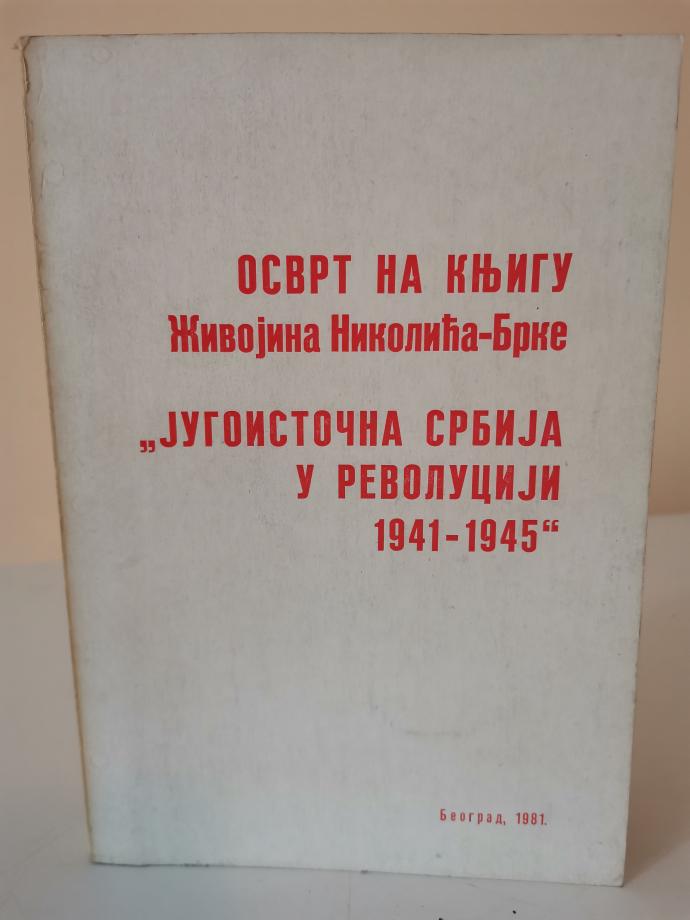 ОСВРТ НА КЊИГУ
Живојина Николића-Брке
„ЈУГОИСТОЧНА СРБИЈА
У РЕВОЛУЦИЈИ
1941-1945“
Београд, 1981.